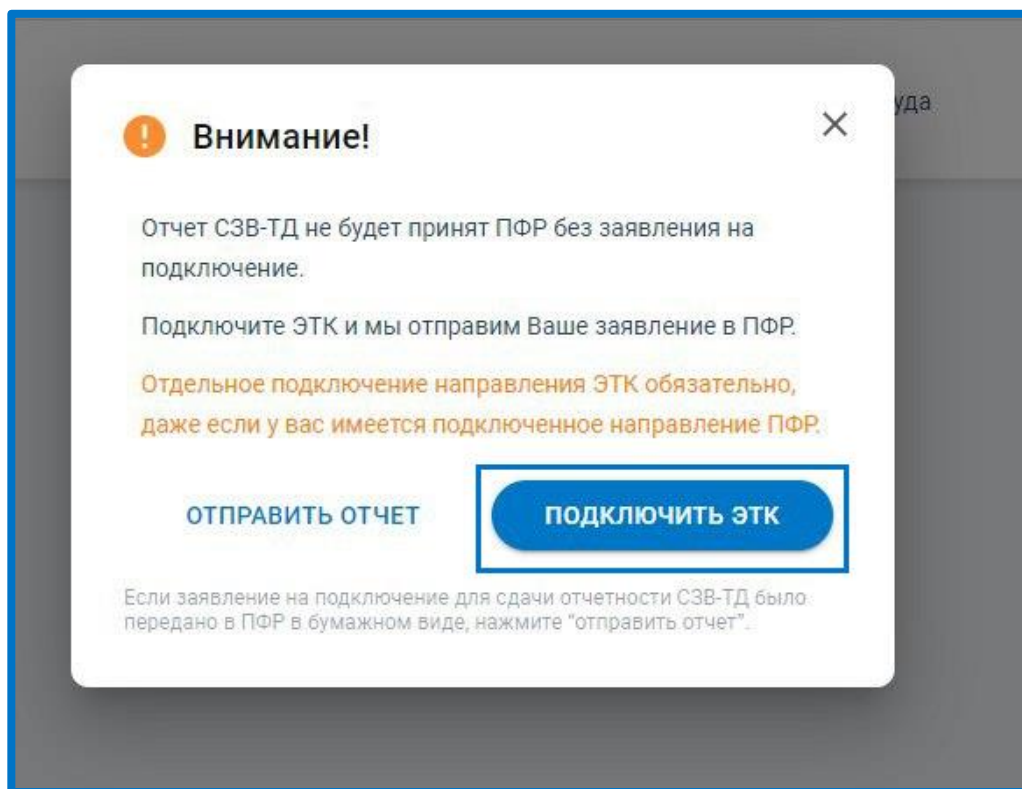 уда
Внимание!
Отчет СЗВ-ТД не будет принят ПФР без заявления на
подключение.
Подключите ЭТК и мы отправим Ваше заявление в ПФР.
Отдельное подключение направления ЭТК обязательно,
даже если у вас имеется подключенное направление ПФР.
ОТПРАВИТЬ ОТЧЕТ ПОДКЛЮЧИТЬ ЭТК
Если заявление на подключение для сдачи отчетности СЗВ-ТД было
передано в ПФР в бумажном виде, нажмите "отправить отчет".